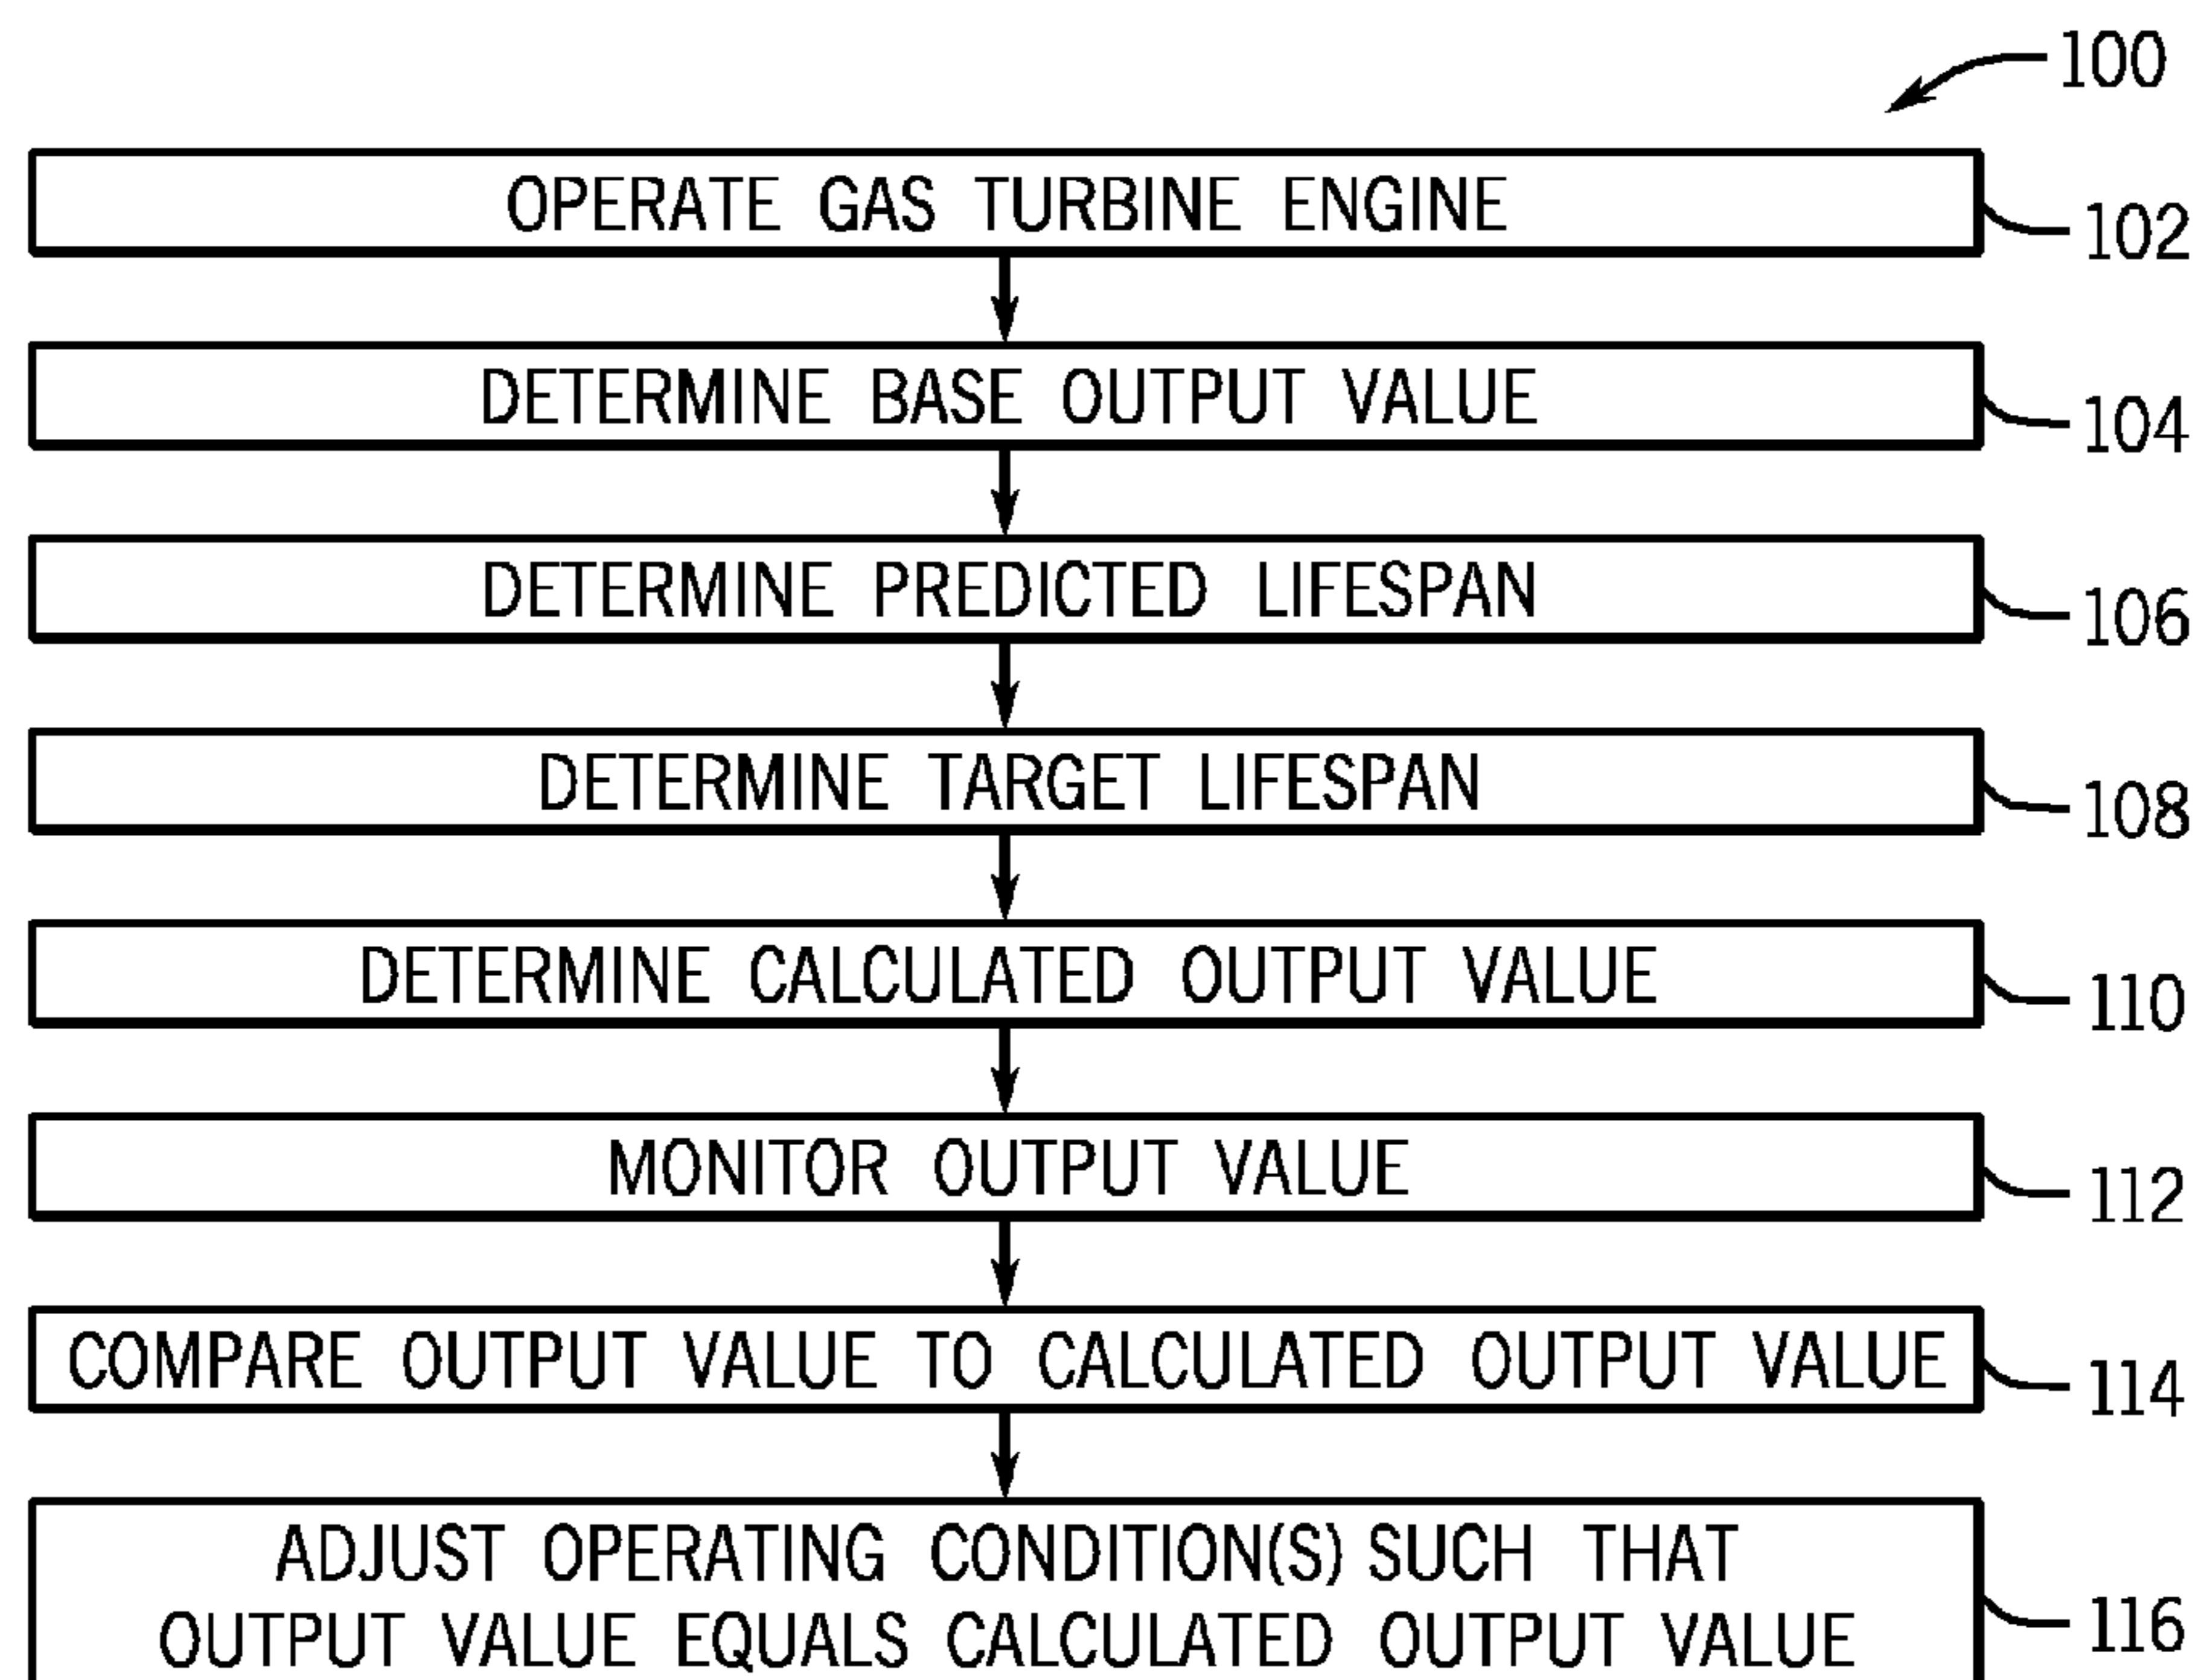 100
OPERATE GAS TURBINE ENGINE
102
DETERMINE BASE OUTPUT VALUE
104
DETERMINE PREDICTED LIFESPAN
106
DETERMINE TARGET LIFESPAN
108
DETERMINE CALCULATED OUTPUT VALUE
110
MONITOR OUTPUT VALUE
112
COMPARE OUTPUT VALUE TO CALCULATED OUTPUT VALUE
114
ADJUST OPERATING CONDITION(S) SUCH THAT
OUTPUT VALUE EQUALS CALCULATED OUTPUT VALUE
116